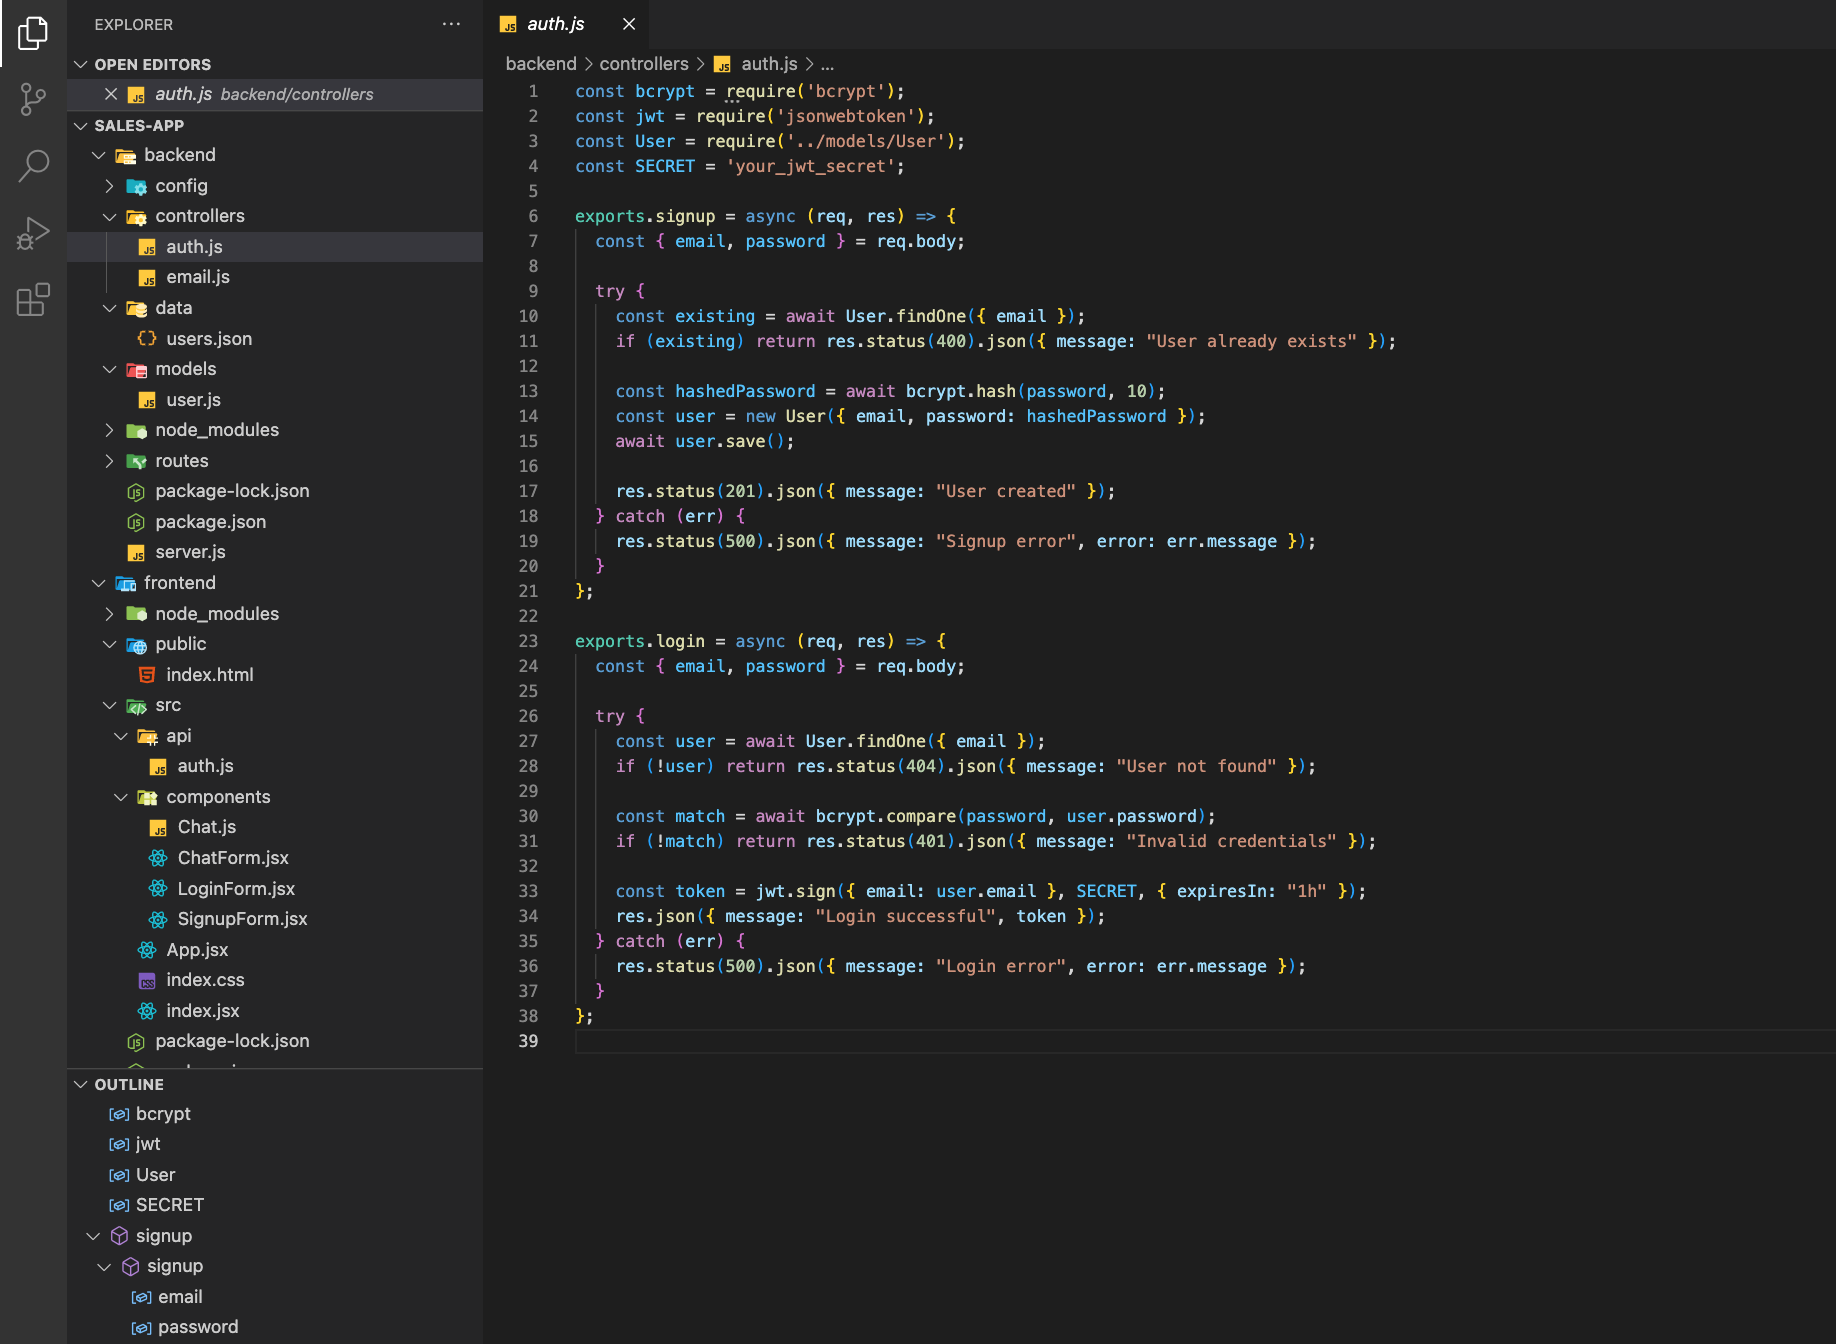 EXPLORER
OPEN EDITORS
auth.js backend/controllers
SALES-APP
backend
config
controllers
auth.js
email.js
data
users.json
models
user.js
node_modules
routes
package-lock.json
package.json
server.js
frontend
node_modules
public
index.html
src
api
auth.js
components
Chat.js
ChatForm.jsx
LoginForm.jsx
SignupForm.jsx
App.jsx
index.css
index.jsx
package-lock.json
OUTLINE
bcrypt
jwt
User
SECRET
signup
signup
email
password
auth.js
backend > controllers > auth.js > ...
1 const bcrypt = require('bcrypt');
2 const jwt = require('jsonwebtoken');
3 const User = require('../models/User');
4 const SECRET = 'your_jwt_secret';
5
6 exports.signup = async (req, res) => {
7   const { email, password } = req.body;
8
9   try {
10     const existing = await User.findOne({ email });
11     if (existing) return res.status(400).json({ message: "User already exists" });
12
13     const hashedPassword = await bcrypt.hash(password, 10);
14     const user = new User({ email, password: hashedPassword });
15     await user.save();
16
17     res.status(201).json({ message: "User created" });
18   } catch (err) {
19     res.status(500).json({ message: "Signup error", error: err.message });
20   }
21 };
22
23 exports.login = async (req, res) => {
24   const { email, password } = req.body;
25
26   try {
27     const user = await User.findOne({ email });
28     if (!user) return res.status(404).json({ message: "User not found" });
29
30     const match = await bcrypt.compare(password, user.password);
31     if (!match) return res.status(401).json({ message: "Invalid credentials" });
32
33     const token = jwt.sign({ email: user.email }, SECRET, { expiresIn: "1h" });
34     res.json({ message: "Login successful", token });
35   } catch (err) {
36     res.status(500).json({ message: "Login error", error: err.message });
37   }
38 };
39